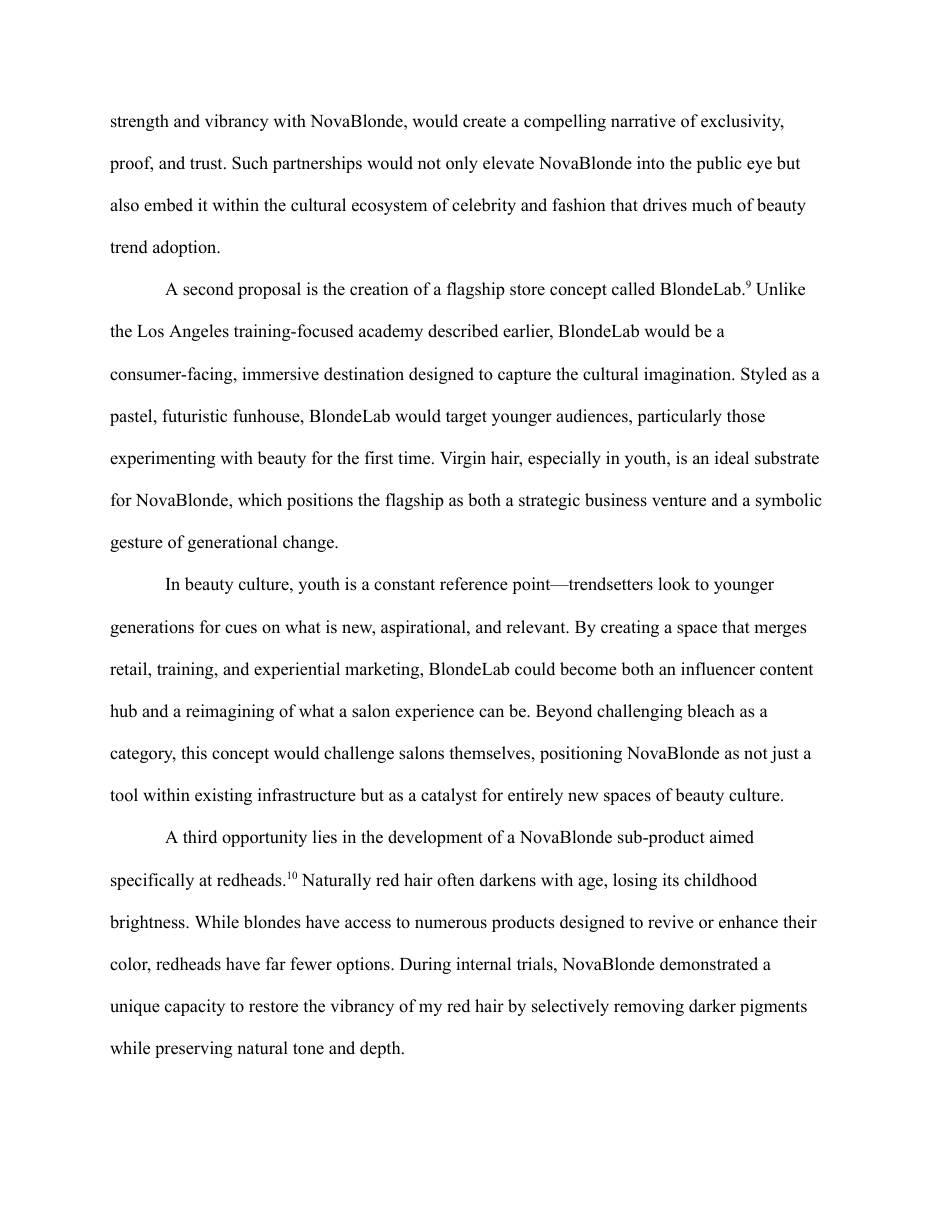 strength and vibrancy with NovaBlonde, would create a compelling narrative of exclusivity,
proof, and trust. Such partnerships would not only elevate NovaBlonde into the public eye but
also embed it within the cultural ecosystem of celebrity and fashion that drives much of beauty
trend adoption.
A second proposal is the creation of a flagship store concept called BlondeLab.⁹ Unlike
the Los Angeles training-focused academy described earlier, BlondeLab would be a
consumer-facing, immersive destination designed to capture the cultural imagination. Styled as a
pastel, futuristic funhouse, BlondeLab would target younger audiences, particularly those
experimenting with beauty for the first time. Virgin hair, especially in youth, is an ideal substrate
for NovaBlonde, which positions the flagship as both a strategic business venture and a symbolic
gesture of generational change.
In beauty culture, youth is a constant reference point—trendsetters look to younger
generations for cues on what is new, aspirational, and relevant. By creating a space that merges
retail, training, and experiential marketing, BlondeLab could become both an influencer content
hub and a reimagining of what a salon experience can be. Beyond challenging bleach as a
category, this concept would challenge salons themselves, positioning NovaBlonde as not just a
tool within existing infrastructure but as a catalyst for entirely new spaces of beauty culture.
A third opportunity lies in the development of a NovaBlonde sub-product aimed
specifically at redheads.¹⁰ Naturally red hair often darkens with age, losing its childhood
brightness. While blondes have access to numerous products designed to revive or enhance their
color, redheads have far fewer options. During internal trials, NovaBlonde demonstrated a
unique capacity to restore the vibrancy of my red hair by selectively removing darker pigments
while preserving natural tone and depth.